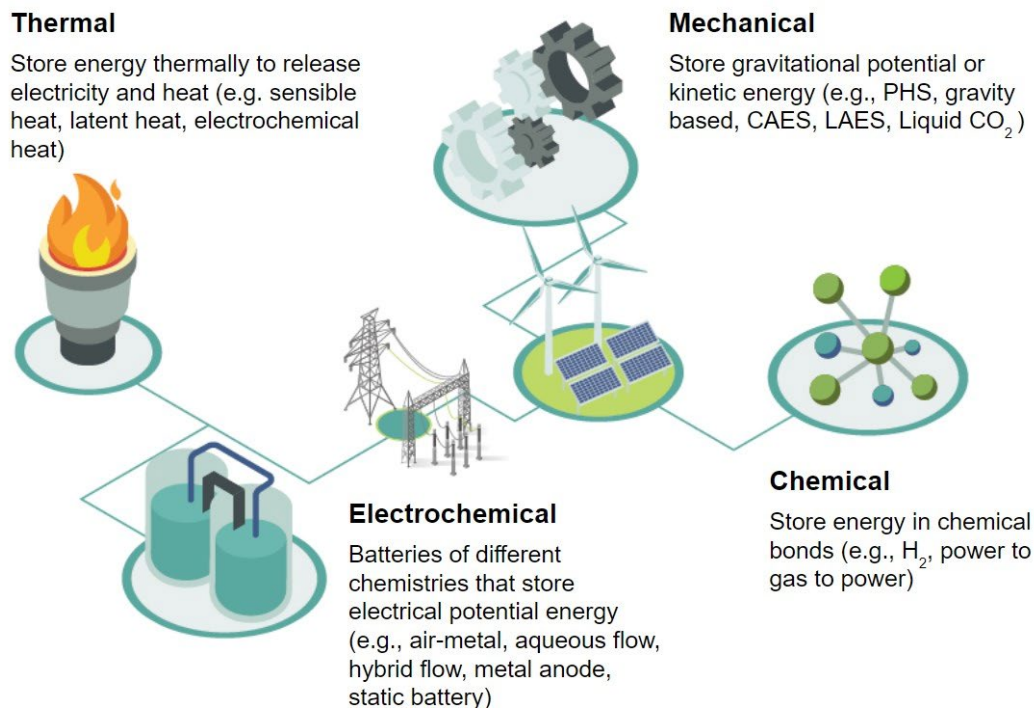 Thermal
Store energy thermally to release
electricity and heat (e.g. sensible
heat, latent heat, electrochemical
heat)
Mechanical
Store gravitational potential or
kinetic energy (e.g., PHS, gravity
based, CAES, LAES, Liquid CO₂ )
Electrochemical
Batteries of different
chemistries that store
electrical potential energy
(e.g., air-metal, aqueous flow,
hybrid flow, metal anode,
static battery)
Chemical
Store energy in chemical
bonds (e.g., H₂, power to
gas to power)